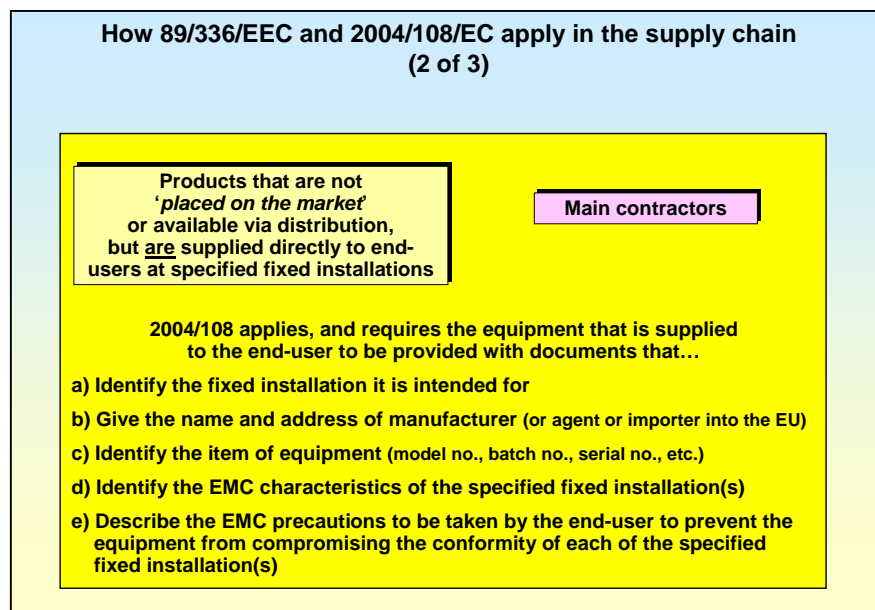 How 89/336/EEC and 2004/108/EC apply in the supply chain
(2 of 3)
Products that are not
‘placed on the market’
or available via distribution,
but are supplied directly to end-
users at specified fixed installations
Main contractors
2004/108 applies, and requires the equipment that is supplied
to the end-user to be provided with documents that…
a) Identify the fixed installation it is intended for
b) Give the name and address of manufacturer (or agent or importer into the EU)
c) Identify the item of equipment (model no., batch no., serial no., etc.)
d) Identify the EMC characteristics of the specified fixed installation(s)
e) Describe the EMC precautions to be taken by the end-user to prevent the
equipment from compromising the conformity of each of the specified
fixed installation(s)